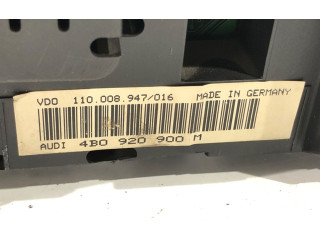 VDO 110.008.947/016 MADE IN GERMANY
AUDI 4B0 920 900 M